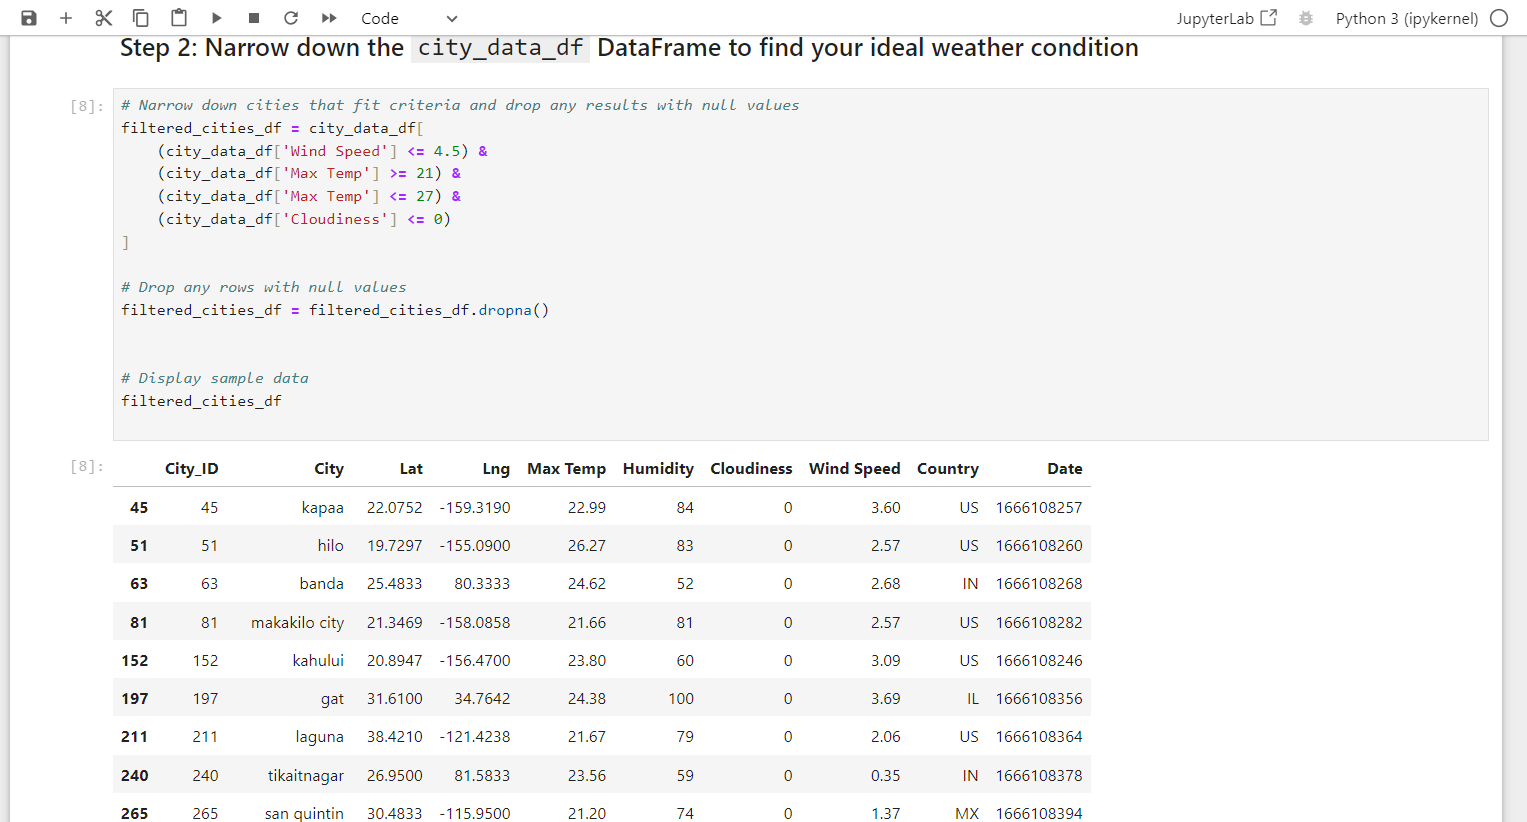 Code
JupyterLab
Python 3 (ipykernel)
Step 2: Narrow down the city_data_df DataFrame to find your ideal weather condition
[8]:
# Narrow down cities that fit criteria and drop any results with null values
filtered_cities_df = city_data_df[
    (city_data_df['Wind Speed'] <= 4.5) &
    (city_data_df['Max Temp'] >= 21) &
    (city_data_df['Max Temp'] <= 27) &
    (city_data_df['Cloudiness'] <= 0)
]
# Drop any rows with null values
filtered_cities_df = filtered_cities_df.dropna()
# Display sample data
filtered_cities_df
[8]:
City_ID City Lat Lng Max Temp Humidity Cloudiness Wind Speed Country Date
45 45 kapaa 22.0752 -159.3190 22.99 84 0 3.60 US 1666108257
51 51 hilo 19.7297 -155.0900 26.27 83 0 2.57 US 1666108260
63 63 banda 25.4833 80.3333 24.62 52 0 2.68 IN 1666108268
81 81 makakilo city 21.3469 -158.0858 21.66 81 0 2.57 US 1666108282
152 152 kahului 20.8947 -156.4700 23.80 60 0 3.09 US 1666108246
197 197 gat 31.6100 34.7642 24.38 100 0 3.69 IL 1666108356
211 211 laguna 38.4210 -121.4238 21.67 79 0 2.06 US 1666108364
240 240 tikaitnagar 26.9500 81.5833 23.56 59 0 0.35 IN 1666108378
265 265 san quintin 30.4833 -115.9500 21.20 74 0 1.37 MX 1666108394